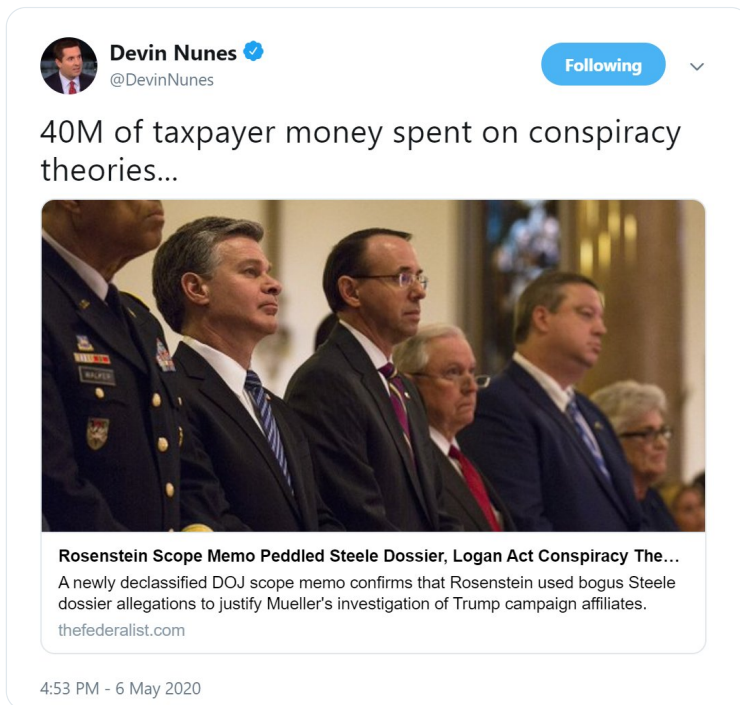 Devin Nunes
@DevinNunes
Following
40M of taxpayer money spent on conspiracy
theories...
WALKER
Rosenstein Scope Memo Peddled Steele Dossier, Logan Act Conspiracy The...
A newly declassified DOJ scope memo confirms that Rosenstein used bogus Steele
dossier allegations to justify Mueller's investigation of Trump campaign affiliates.
thefederalist.com
4:53 PM - 6 May 2020